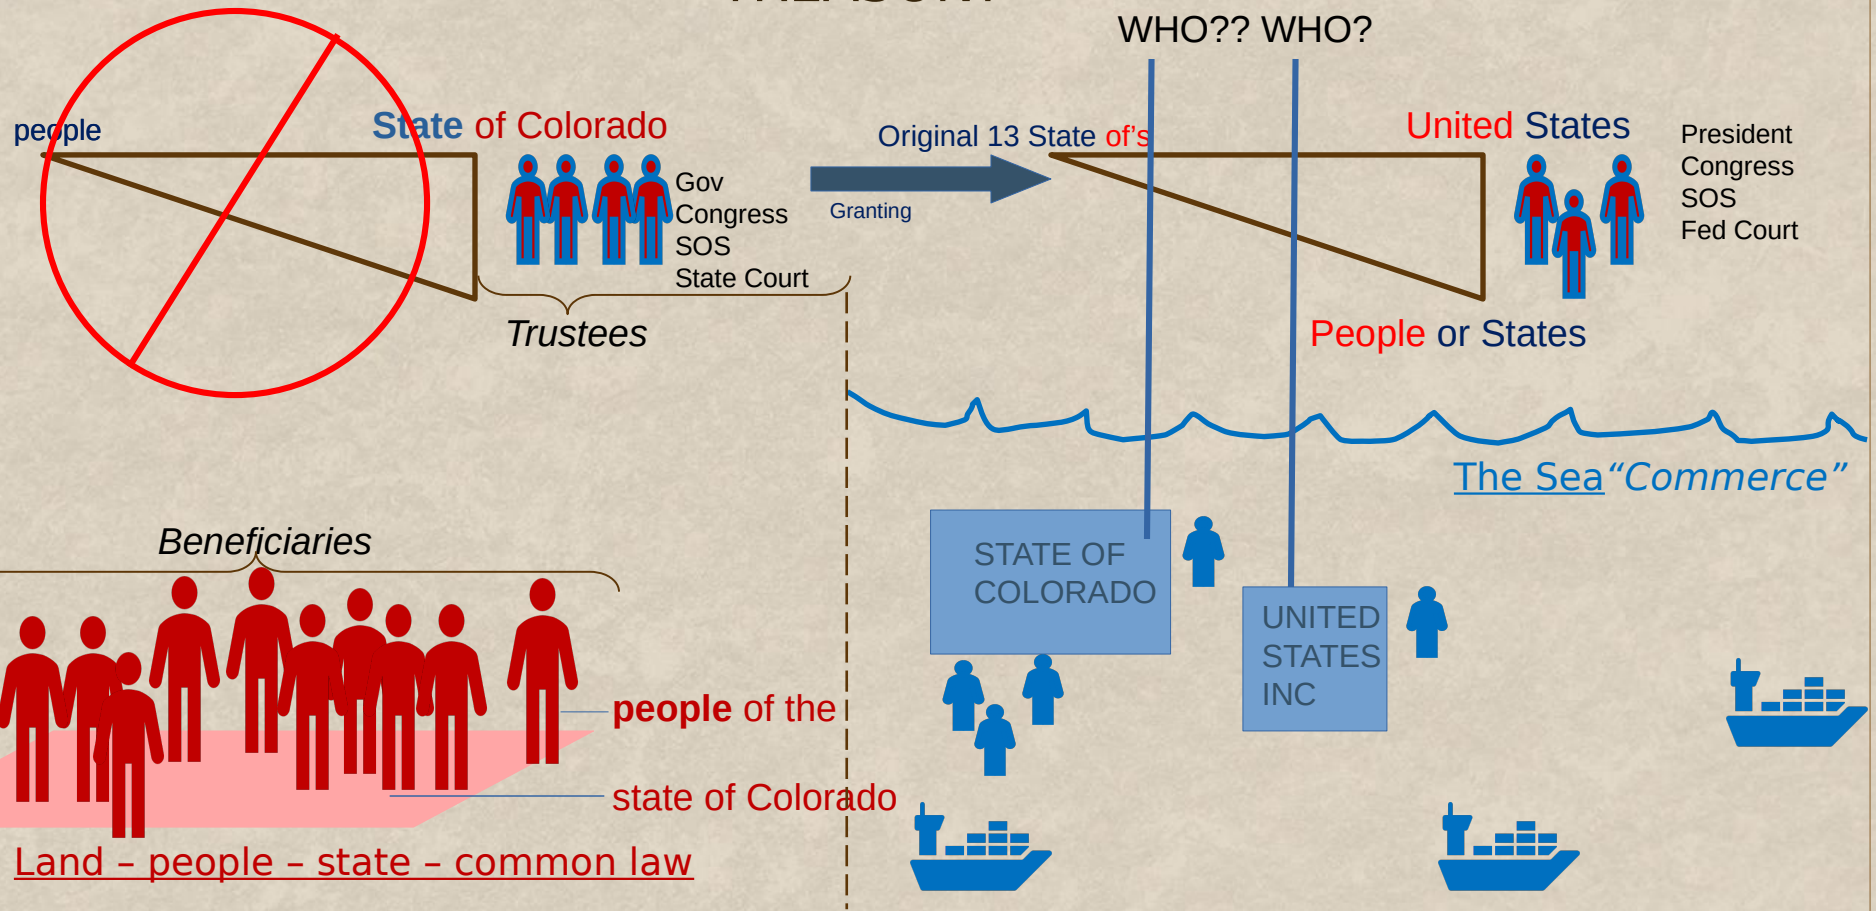 WHO?? WHO?
people
State of Colorado
Original 13 State of’s
United States
President
Congress
SOS
Fed Court
Gov
Congress
SOS
State Court
Granting
Trustees
People or States
The Sea “Commerce”
Beneficiaries
STATE OF
COLORADO
UNITED
STATES
INC
people of the
state of Colorado
Land – people – state – common law